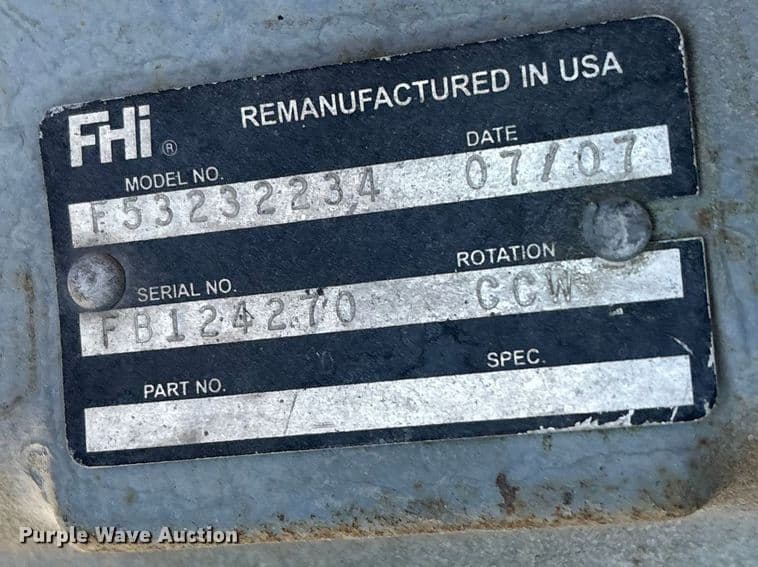 FHi® REMANUFACTURED IN USA
MODEL NO. DATE
F53232234 07/07
SERIAL NO. ROTATION
FB124270 CCW
PART NO. SPEC.
Purple Wave Auction